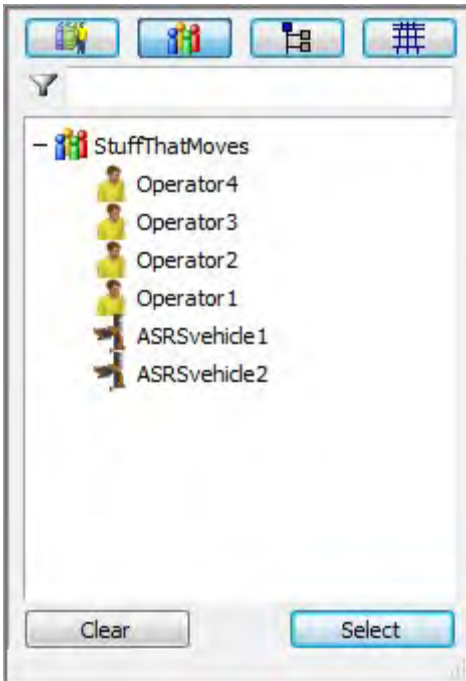 StuffThatMoves
Operator4
Operator3
Operator2
Operator1
ASRSvehicle1
ASRSvehicle2
Clear Select